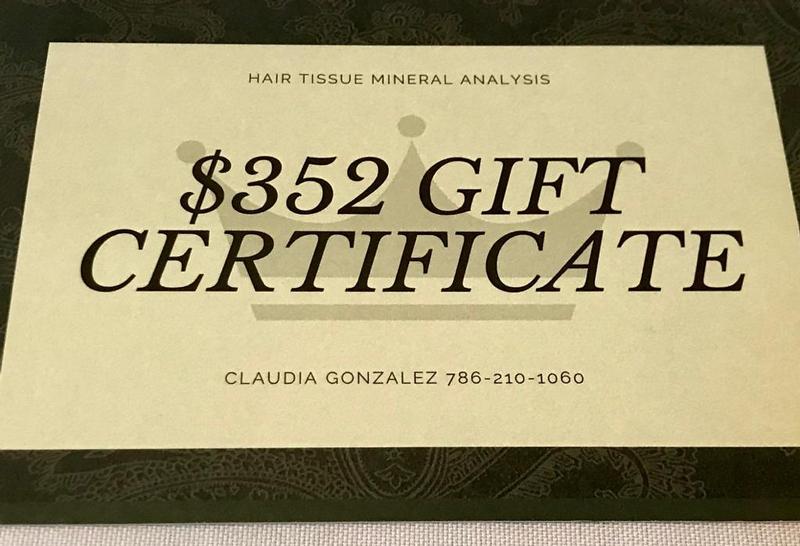 HAIR TISSUE MINERAL ANALYSIS
$352 GIFT
CERTIFICATE
CLAUDIA GONZALEZ 786-210-1060